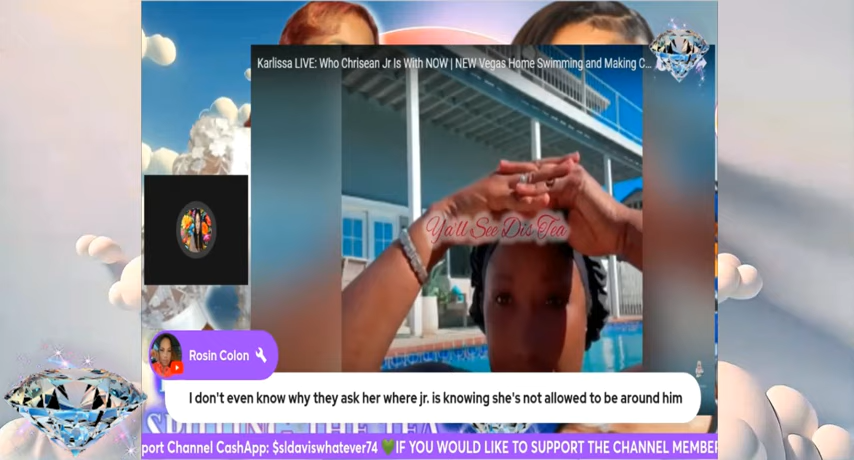 Karlissa LIVE: Who Chrisean Jr Is With NOW | NEW Vegas Home Swimming and Making C...
Ya'll See Dis Tea
Rosin Colon
I don't even know why they ask her where jr. is knowing she's not allowed to be around him
THE TEA
port Channel CashApp: $sldaviswhatever74 💚IF YOU WOULD LIKE TO SUPPORT THE CHANNEL MEMBER